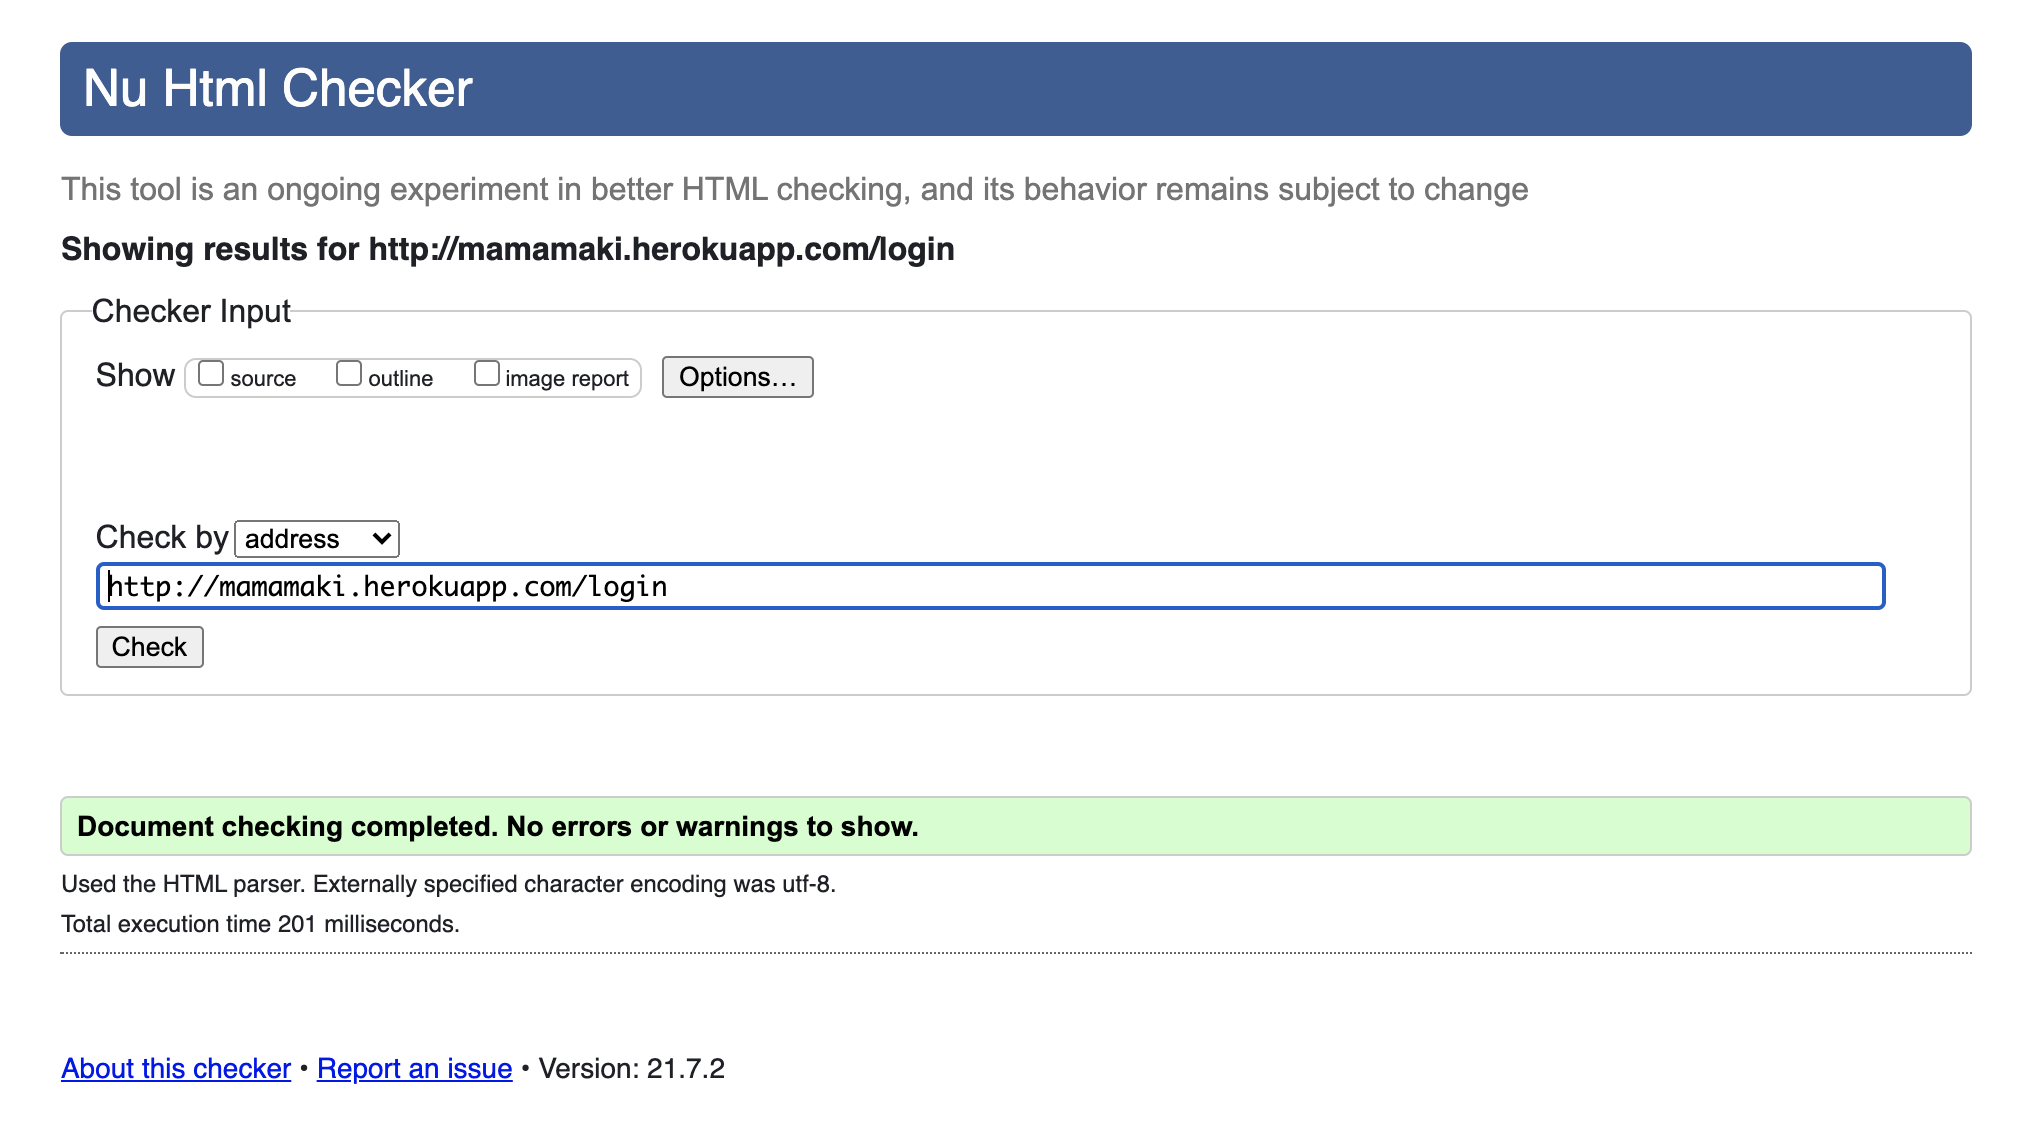 Nu Html Checker
This tool is an ongoing experiment in better HTML checking, and its behavior remains subject to change
Showing results for http://mamamaki.herokuapp.com/login
Checker Input
Show source outline image report Options…
Check by address
http://mamamaki.herokuapp.com/login
Check
Document checking completed. No errors or warnings to show.
Used the HTML parser. Externally specified character encoding was utf-8.
Total execution time 201 milliseconds.
About this checker • Report an issue • Version: 21.7.2